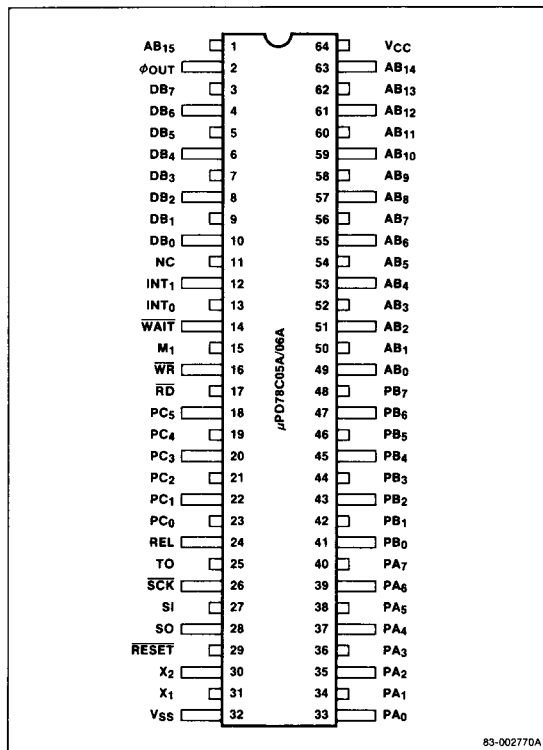 AB15 1 64 VCC
ϕOUT 2 63 AB14
DB7 3 62 AB13
DB6 4 61 AB12
DB5 5 60 AB11
DB4 6 59 AB10
DB3 7 58 AB9
DB2 8 57 AB8
DB1 9 56 AB7
DB0 10 55 AB6
NC 11 54 AB5
INT1 12 53 AB4
INT0 13 52 AB3
W̅A̅I̅T̅ 14 51 AB2
M1 15 50 AB1
W̅R̅ 16 49 AB0
R̅D̅ 17 48 PB7
PC5 18 47 PB6
PC4 19 46 PB5
PC3 20 45 PB4
PC2 21 44 PB3
PC1 22 43 PB2
PC0 23 42 PB1
REL 24 41 PB0
TO 25 40 PA7
S̅C̅K̅ 26 39 PA6
SI 27 38 PA5
SO 28 37 PA4
R̅E̅S̅E̅T̅ 29 36 PA3
X2 30 35 PA2
X1 31 34 PA1
VSS 32 33 PA0
μPD78C05A/06A
83-002770A